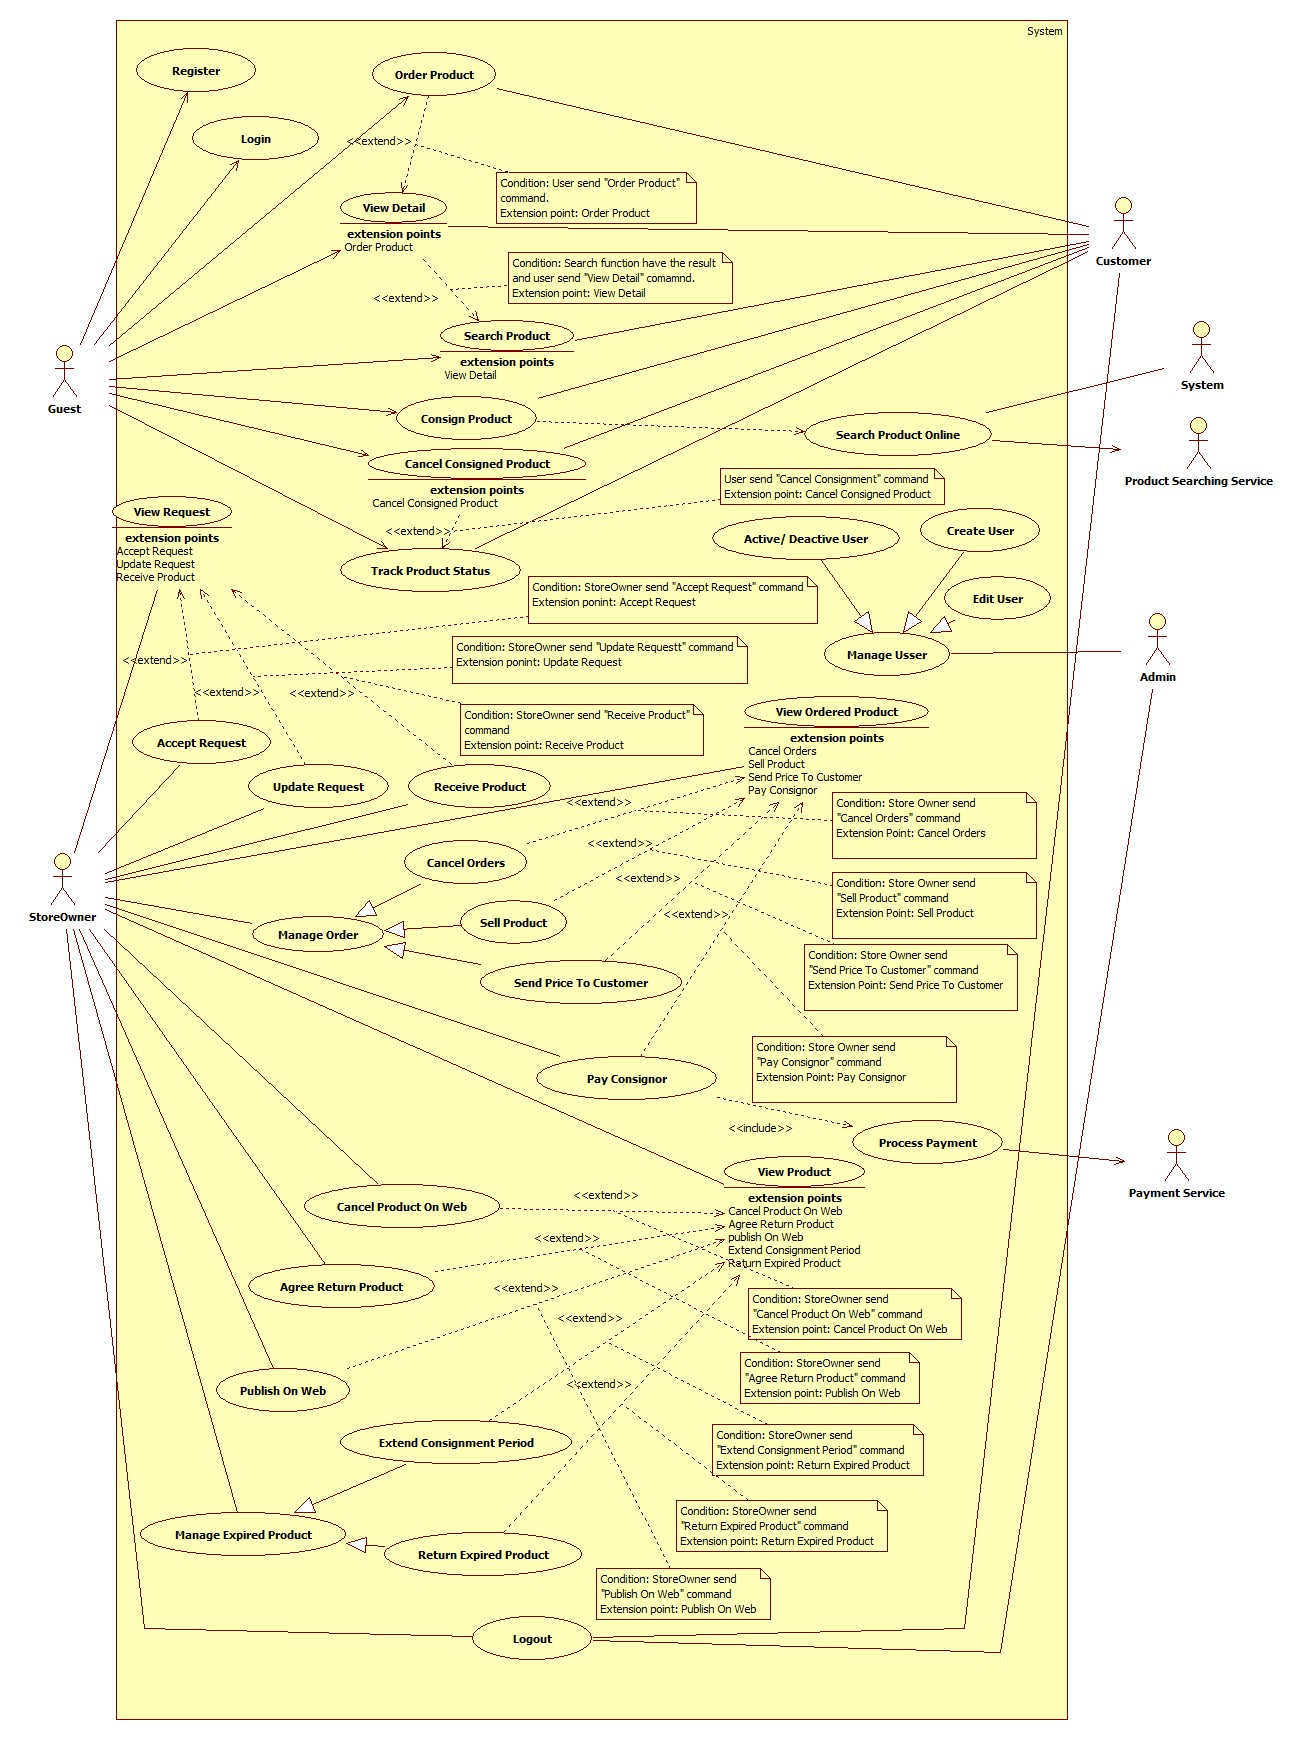 System
Register
Order Product
Login
<<extend>>
Condition: User send "Order Product"
command.
Extension point: Order Product
View Detail
extension points
Order Product
Customer
Condition: Search function have the result
and user send "View Detail" comamnd.
Extension point: View Detail
<<extend>>
Search Product
extension points
View Detail
Guest
System
Consign Product
Search Product Online
Cancel Consigned Product
extension points
Cancel Consigned Product
Product Searching Service
User send "Cancel Consignment" command
Extension point: Cancel Consigned Product
View Request
extension points
Accept Request
Update Request
Receive Product
<<extend>>
Active/ Deactive User
Create User
Track Product Status
Condition: StoreOwner send "Accept Request" command
Extension ponint: Accept Request
Edit User
<<extend>>
Condition: StoreOwner send "Update Requestt" command
Extension ponint: Update Request
Manage Usser
Admin
<<extend>>
<<extend>>
Condition: StoreOwner send "Receive Product"
command
Extension point: Receive Product
View Ordered Product
extension points
Cancel Orders
Sell Product
Send Price To Customer
Pay Consignor
Accept Request
Update Request
Receive Product
<<extend>>
Condition: Store Owner send
"Cancel Orders" command
Extension Point: Cancel Orders
<<extend>>
Cancel Orders
<<extend>>
Condition: Store Owner send
"Sell Product" command
Extension Point: Sell Product
StoreOwner
<<extend>>
Sell Product
Manage Order
Condition: Store Owner send
"Send Price To Customer" command
Extension Point: Send Price To Customer
Send Price To Customer
Condition: Store Owner send
"Pay Consignor" command
Extension Point: Pay Consignor
Pay Consignor
<<include>>
Process Payment
Payment Service
View Product
extension points
Cancel Product On Web
Agree Return Product
publish On Web
Extend Consignment Period
Return Expired Product
<<extend>>
Cancel Product On Web
<<extend>>
Agree Return Product
<<extend>>
Condition: StoreOwner send
"Cancel Product On Web" command
Extension point: Cancel Product On Web
<<extend>>
Condition: StoreOwner send
"Agree Return Product" command
Extension point: Publish On Web
<<extend>>
Publish On Web
Condition: StoreOwner send
"Extend Consignment Period" command
Extension point: Return Expired Product
Extend Consignment Period
Condition: StoreOwner send
"Return Expired Product" command
Extension point: Return Expired Product
Manage Expired Product
Return Expired Product
Condition: StoreOwner send
"Publish On Web" command
Extension point: Publish On Web
Logout